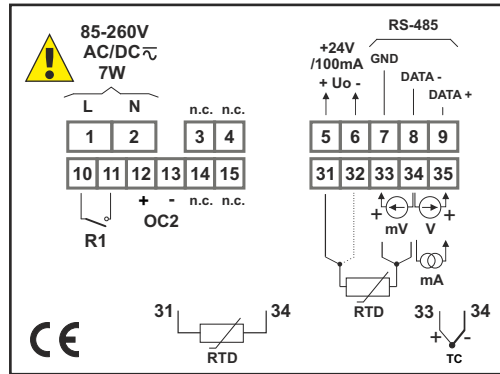 85-260V
AC/DC
7W
L N
RS-485
+24V
/100mA
+ Uo -
GND
DATA -
DATA +
n.c. n.c.
1 2 3 4 5 6 7 8 9
10 11 12 13 14 15 31 32 33 34 35
+ - n.c. n.c.
OC2
R1
+ mV V +
mA
RTD
31 34
RTD
33 34
+ -
TC
CE